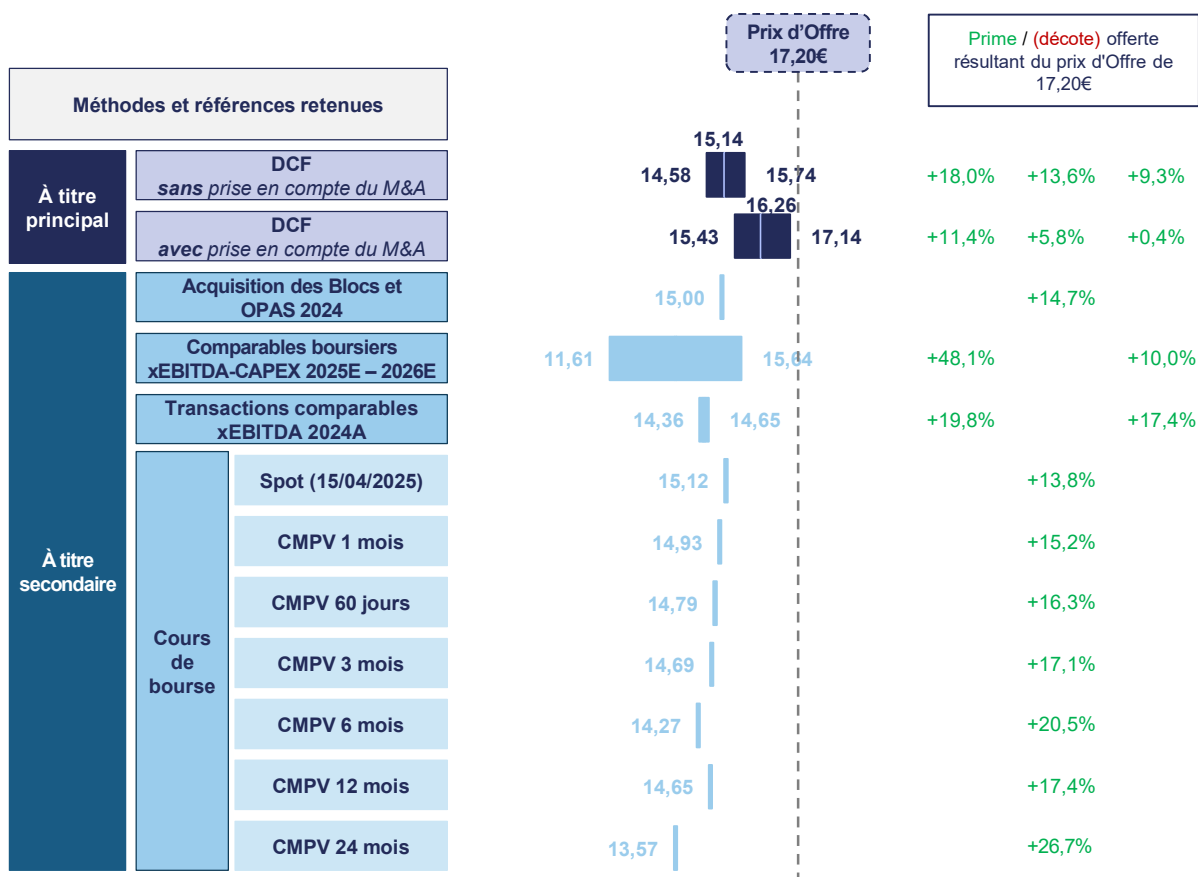 Prix d'Offre
17,20€
Prime / (décote) offerte
résultant du prix d'Offre de
17,20€
Méthodes et références retenues
À titre
principal
DCF
sans prise en compte du M&A
14,58
15,14
15,74
+18,0%
+13,6%
+9,3%
DCF
avec prise en compte du M&A
15,43
16,26
17,14
+11,4%
+5,8%
+0,4%
À titre
secondaire
Acquisition des Blocs et
OPAS 2024
15,00
+14,7%
Comparables boursiers
xEBITDA-CAPEX 2025E – 2026E
11,61
15,64
+48,1%
+10,0%
Transactions comparables
xEBITDA 2024A
14,36
14,65
+19,8%
+17,4%
Cours
de
bourse
Spot (15/04/2025)
15,12
+13,8%
CMPV 1 mois
14,93
+15,2%
CMPV 60 jours
14,79
+16,3%
CMPV 3 mois
14,69
+17,1%
CMPV 6 mois
14,27
+20,5%
CMPV 12 mois
14,65
+17,4%
CMPV 24 mois
13,57
+26,7%